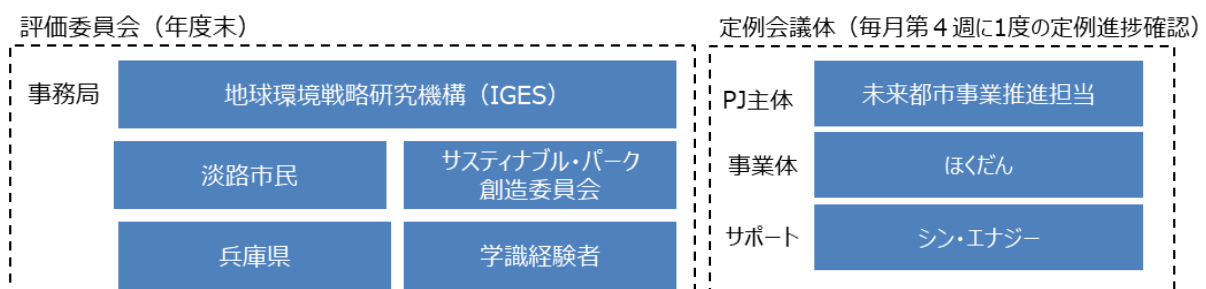 評価委員会（年度末）
事務局
地球環境戦略研究機構（IGES）
淡路市民
サスティナブル・パーク
創造委員会
兵庫県
学識経験者
定例会議体（毎月第４週に1度の定例進捗確認）
PJ主体
未来都市事業推進担当
事業体
ほくだん
サポート
シン・エナジー